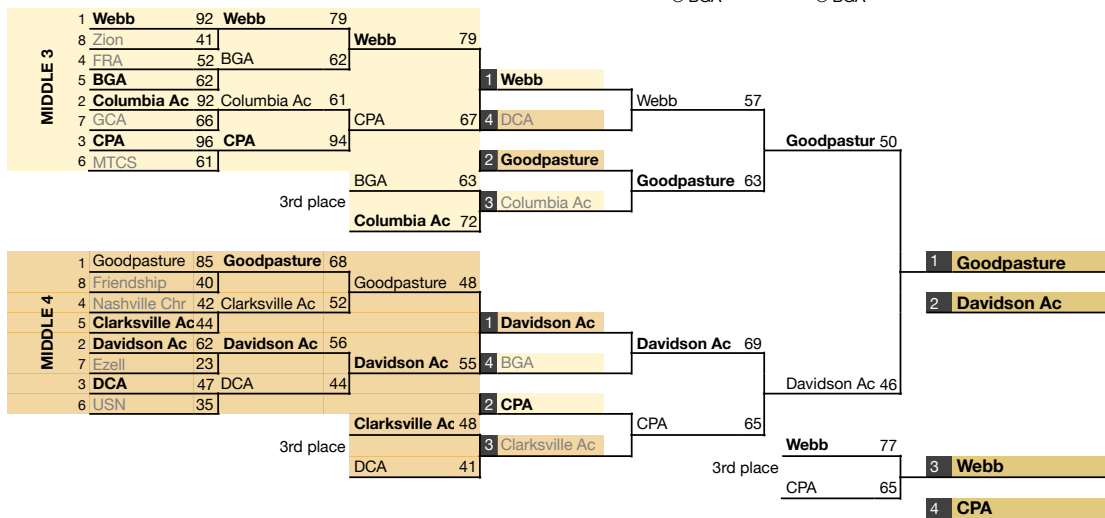 © BGA © BGA
1 Webb 92 Webb 79
8 Zion 41 Webb 79
4 FRA 52 BGA 62
5 BGA 62 1 Webb
2 Columbia Ac 92 Columbia Ac 61 Webb 57
7 GCA 66 CPA 67 4 DCA
3 CPA 96 CPA 94 Goodpastur 50
6 MTCS 61 2 Goodpasture
MIDDLE 3
BGA 63 Goodpasture 63
3rd place 3 Columbia Ac
Columbia Ac 72
1 Goodpasture 85 Goodpasture 68 1 Goodpasture
8 Friendship 40 Goodpasture 48
4 Nashville Chr 42 Clarksville Ac 52 2 Davidson Ac
5 Clarksville Ac 44 1 Davidson Ac
2 Davidson Ac 62 Davidson Ac 56 Davidson Ac 69
7 Ezell 23 Davidson Ac 55 4 BGA
3 DCA 47 DCA 44 Davidson Ac 46
6 USN 35 2 CPA
MIDDLE 4
Clarksville Ac 48 CPA 65
3rd place 3 Clarksville Ac Webb 77
DCA 41 3rd place 3 Webb
CPA 65
4 CPA